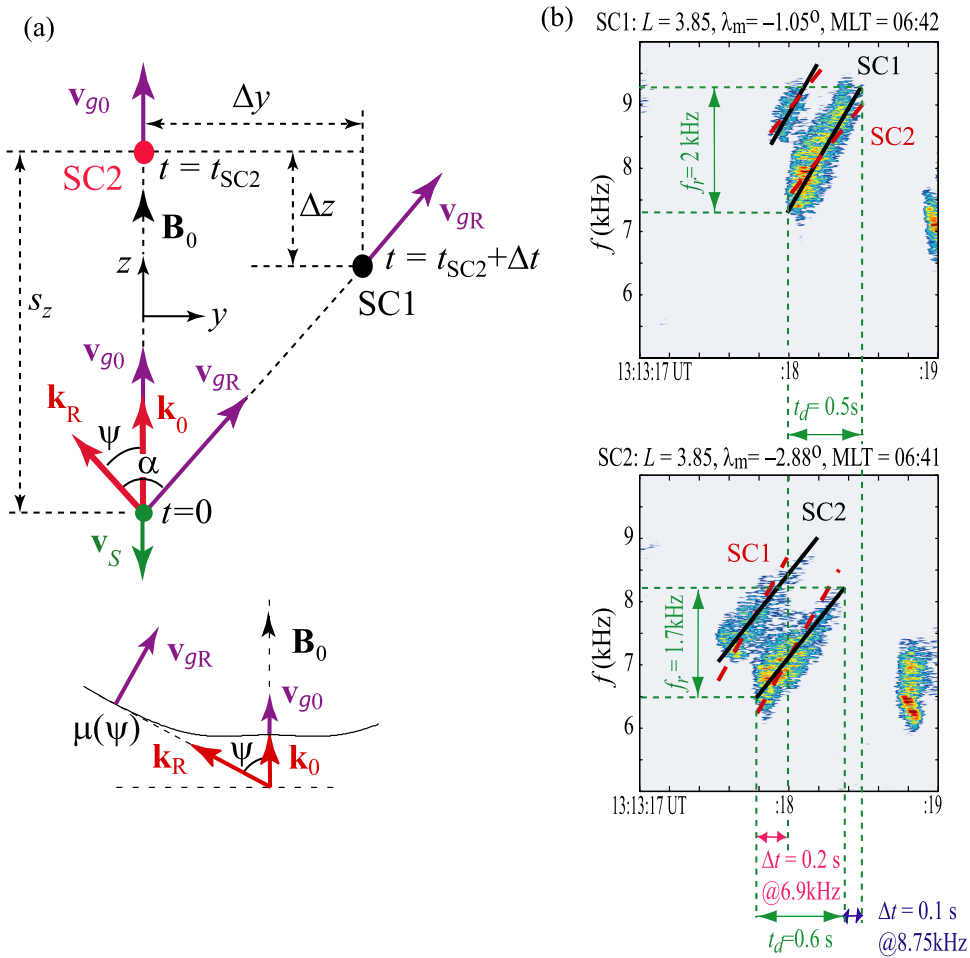 (a)
v_g0
Δy
SC2
t = t_SC2
Δz
v_gR
B_0
t = t_SC2+Δt
z
SC1
s_z
y
v_g0
v_gR
k_R
k_0
ψ
α
t=0
v_S
B_0
v_gR
v_g0
μ(ψ)
ψ
k_R
k_0
(b)
SC1: L = 3.85, λ_m= −1.05°, MLT = 06:42
SC1
9
SC2
f_r = 2 kHz
8
f (kHz)
7
6
13:13:17 UT :18 :19
t_d= 0.5s
SC2: L = 3.85, λ_m= −2.88°, MLT = 06:41
SC2
9
SC1
8
f_r = 1.7kHz
f (kHz)
7
6
13:13:17 UT :18 :19
Δt = 0.2 s
@6.9kHz
t_d=0.6 s
Δt = 0.1 s
@8.75kHz